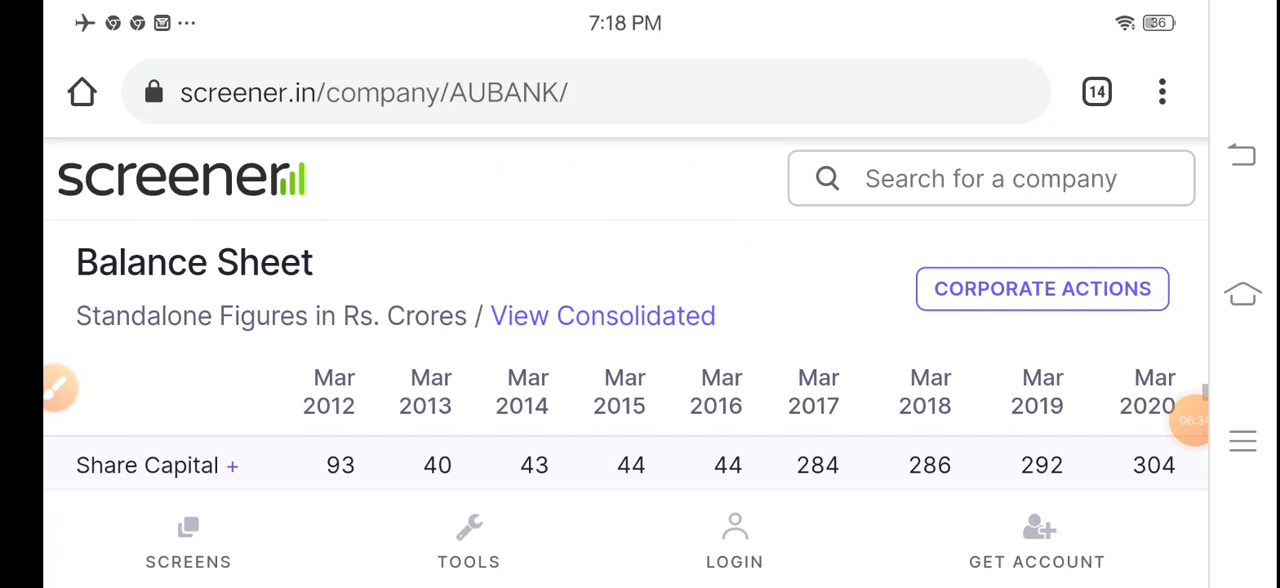 7:18 PM
36
screener.in/company/AUBANK/
14
screener
Search for a company
Balance Sheet
CORPORATE ACTIONS
Standalone Figures in Rs. Crores / View Consolidated
Mar 2012 Mar 2013 Mar 2014 Mar 2015 Mar 2016 Mar 2017 Mar 2018 Mar 2019 Mar 2020
06:34
Share Capital + 93 40 43 44 44 284 286 292 304
SCREENS TOOLS LOGIN GET ACCOUNT